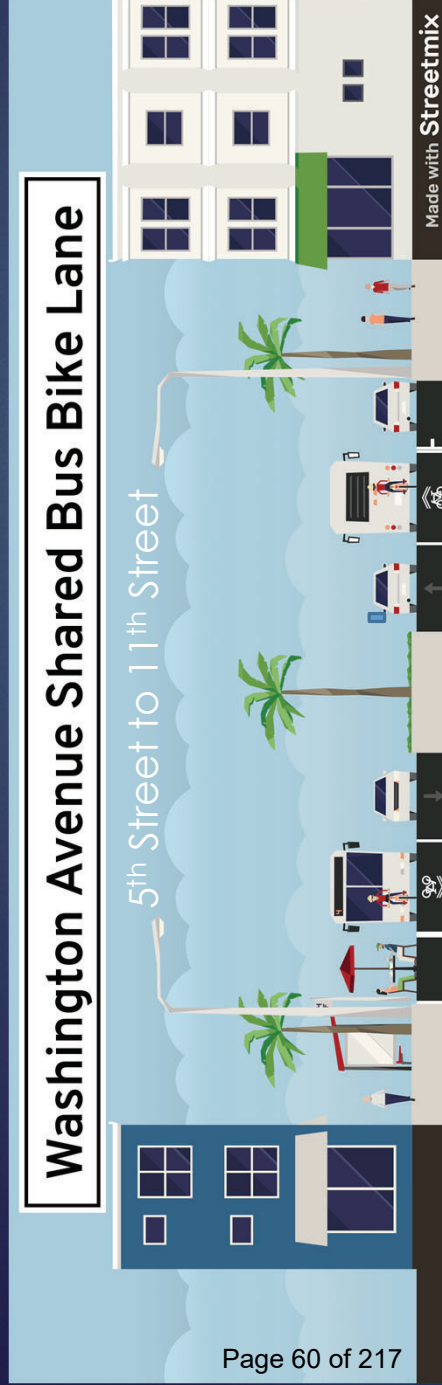 Washington Avenue Shared Bus Bike Lane
5th Street to 11th Street
Made with Streetmix
Page 60 of 217